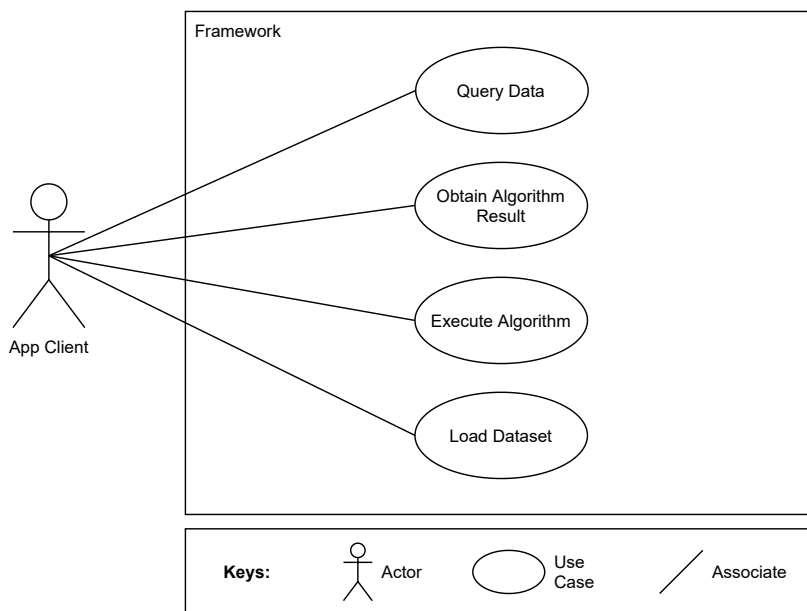 Framework
Query Data
Obtain Algorithm
Result
Execute Algorithm
App Client
Load Dataset
Keys:
Actor
Use
Case
Associate